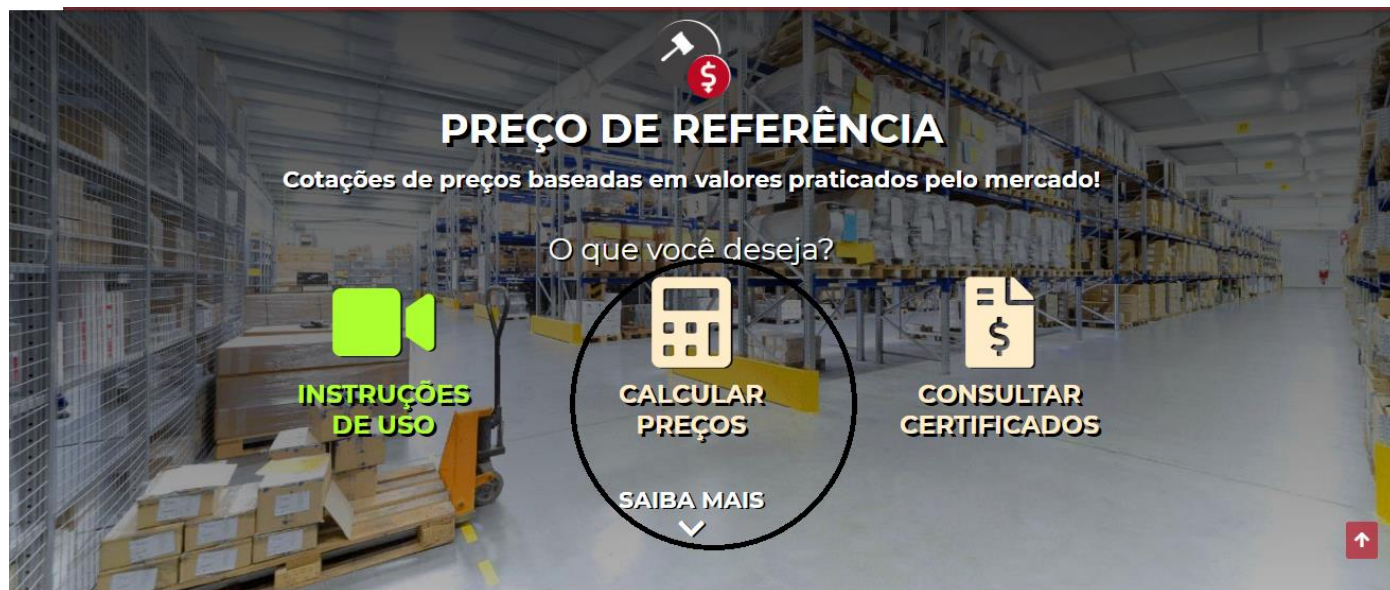 PREÇO DE REFERÊNCIA
Cotações de preços baseadas em valores praticados pelo mercado!
O que você deseja?
INSTRUÇÕES
DE USO
CALCULAR
PREÇOS
$
CONSULTAR
CERTIFICADOS
SAIBA MAIS